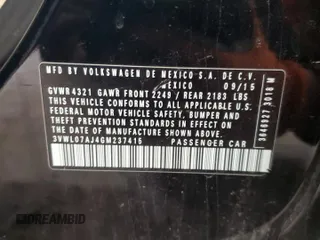 MFD BY VOLKSWAGEN DE MEXICO S.A. DE C.V.
MEXICO 09/15
GVWR 4321 GAWR FRONT 2249 / REAR 2183 LBS
THIS VEHICLE CONFORMS TO ALL APPLICABLE
FEDERAL MOTOR VEHICLE
SAFETY, BUMPER AND
THEFT PREVENTION STANDARDS IN EFFECT ON
THE DATE OF MANUFACTURE SHOWN ABOVE
3VWL07AJ4GM237415 PASSENGER CAR
© DREAMBID